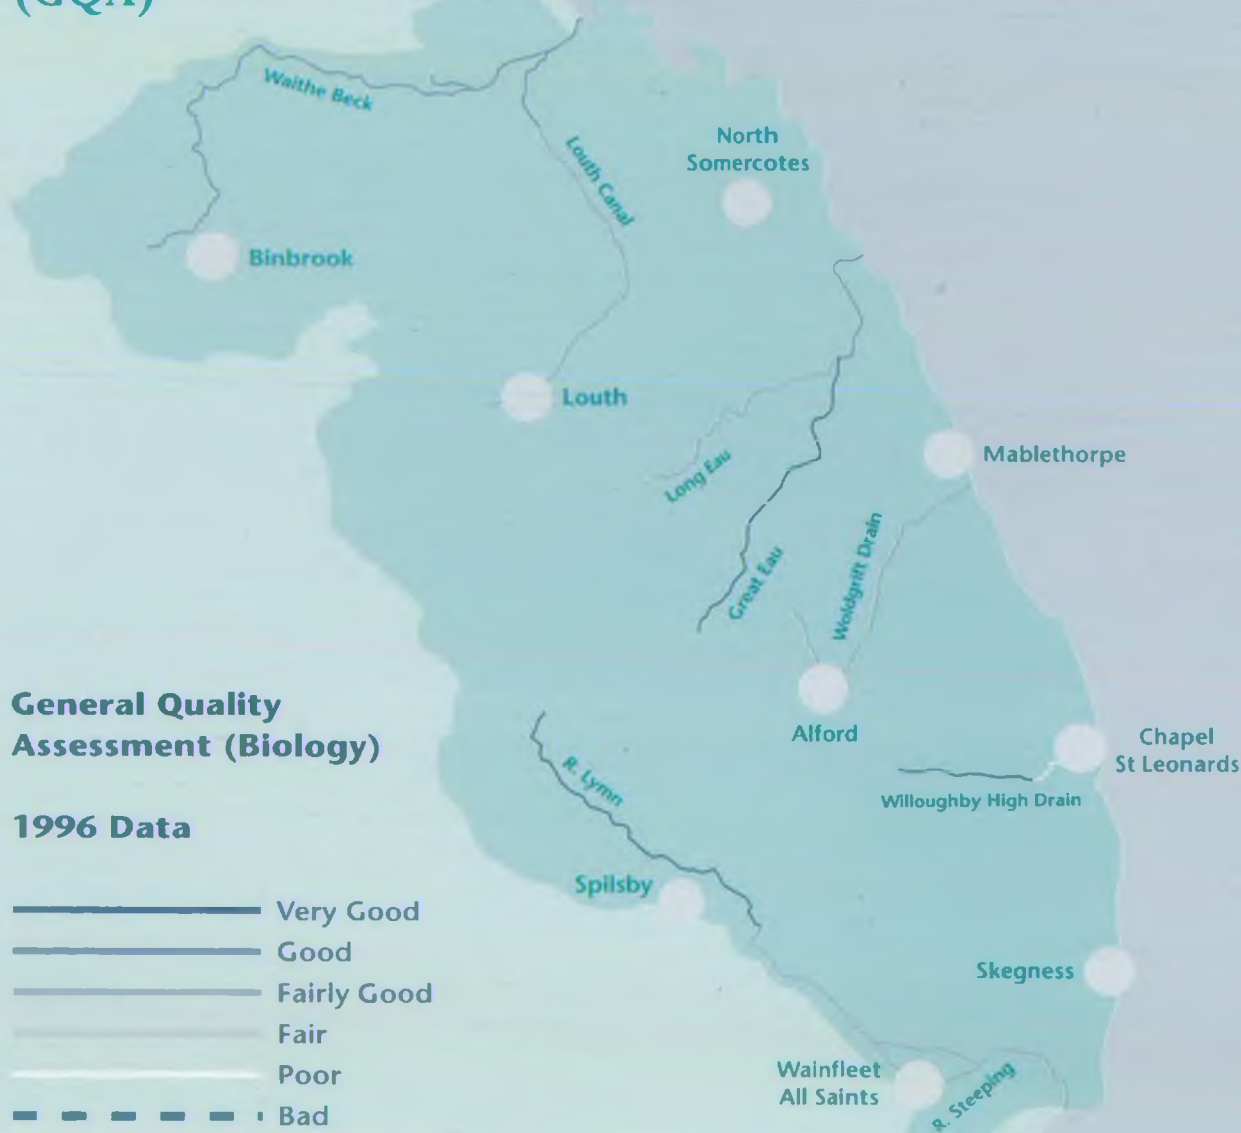 (GQA)
Waithe Beck
Louth Canal
North
Somercotes
Binbrook
Louth
Long Eau
Great Eau
Mablethorpe
Woldgrift Drain
Alford
Chapel
St Leonards
Willoughby High Drain
R. Lymn
Spilsby
Skegness
Wainfleet
All Saints
R. Steeping
General Quality
Assessment (Biology)
1996 Data
Very Good
Good
Fairly Good
Fair
Poor
Bad